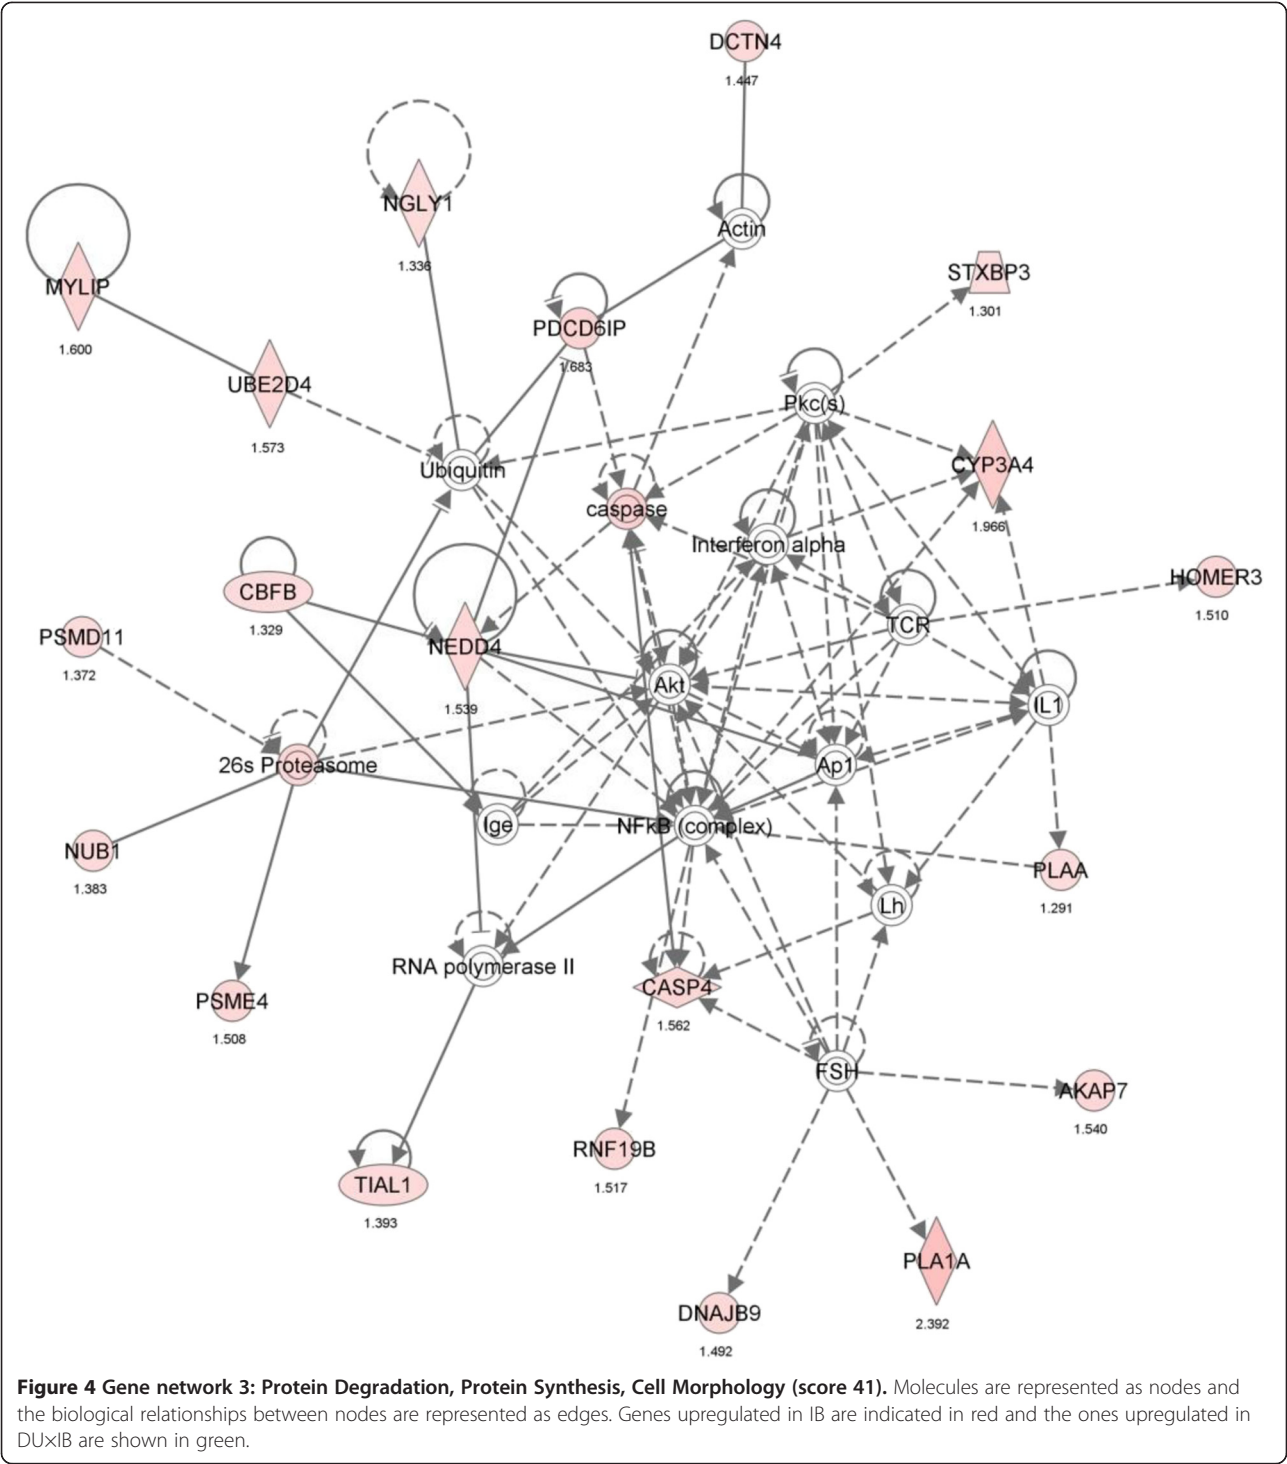 DCTN4
1.447
NGLY1
1.336
Actin
MYLIP
1.600
STXBP3
1.301
PDCD6IP
1.683
UBE2D4
1.573
Pkc(s)
Ubiquitin
CYP3A4
1.966
caspase
Interferon alpha
CBFB
1.329
HOMER3
1.510
TCR
PSMD11
1.372
NEDD4
1.539
Akt
IL1
26s Proteasome
Ap1
Ige
NFkB (complex)
NUB1
1.383
PLAA
1.291
Lh
RNA polymerase II
CASP4
1.562
PSME4
1.508
FSH
AKAP7
1.540
RNF19B
1.517
TIAL1
1.393
PLA1A
2.392
DNAJB9
1.492
Figure 4 Gene network 3: Protein Degradation, Protein Synthesis, Cell Morphology (score 41). Molecules are represented as nodes and
the biological relationships between nodes are represented as edges. Genes upregulated in IB are indicated in red and the ones upregulated in
DU×IB are shown in green.